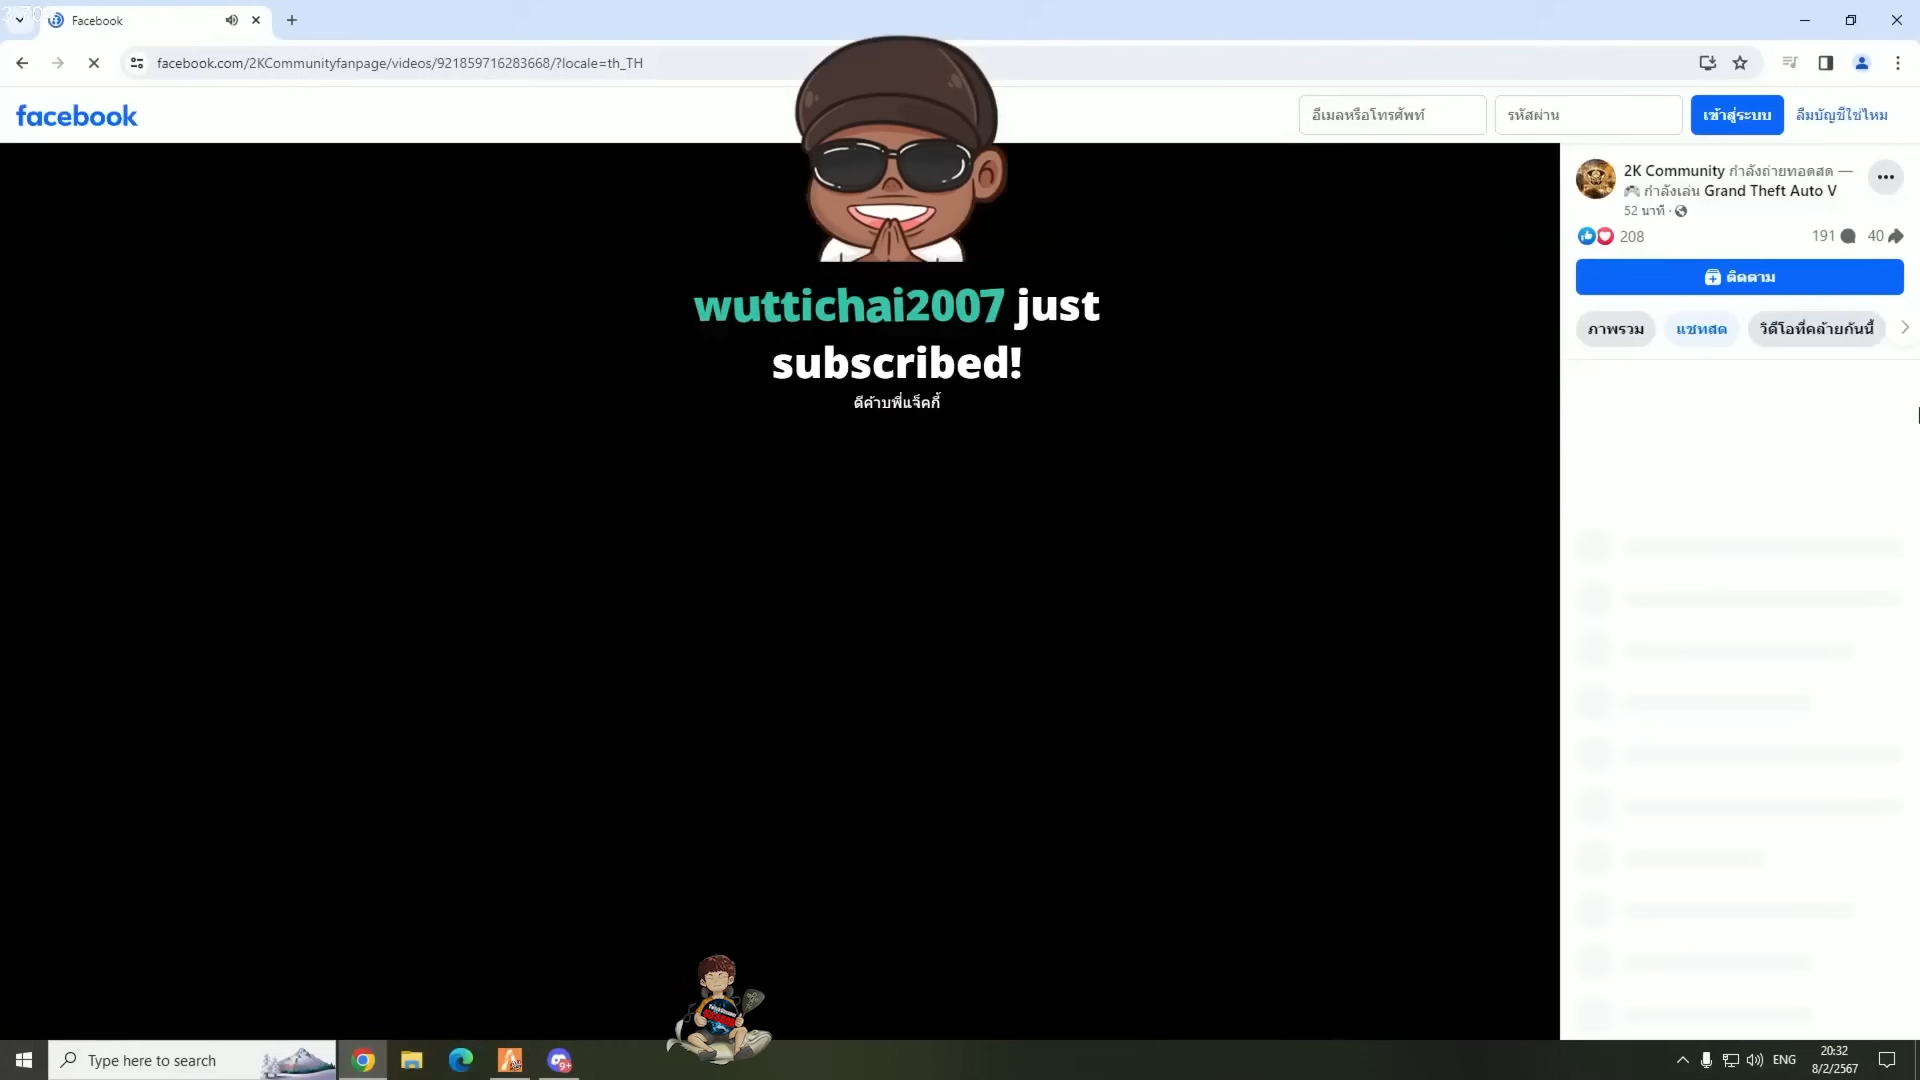 Facebook
facebook.com/2KCommunityfanpage/videos/921859716283668/?locale=th_TH
facebook
อีเมลหรือโทรศัพท์
รหัสผ่าน
เข้าสู่ระบบ
ลืมบัญชีใช่ไหม
2K Community กำลังถ่ายทอดสด —
กำลังเล่น Grand Theft Auto V
52 นาที ·
208
191
40
ติดตาม
ภาพรวม
แชทสด
วิดีโอที่คล้ายกันนี้
wuttichai2007 just
subscribed!
ดีค้าบพี่แจ็คกี้
Type here to search
9+
ENG
20:32
8/2/2567